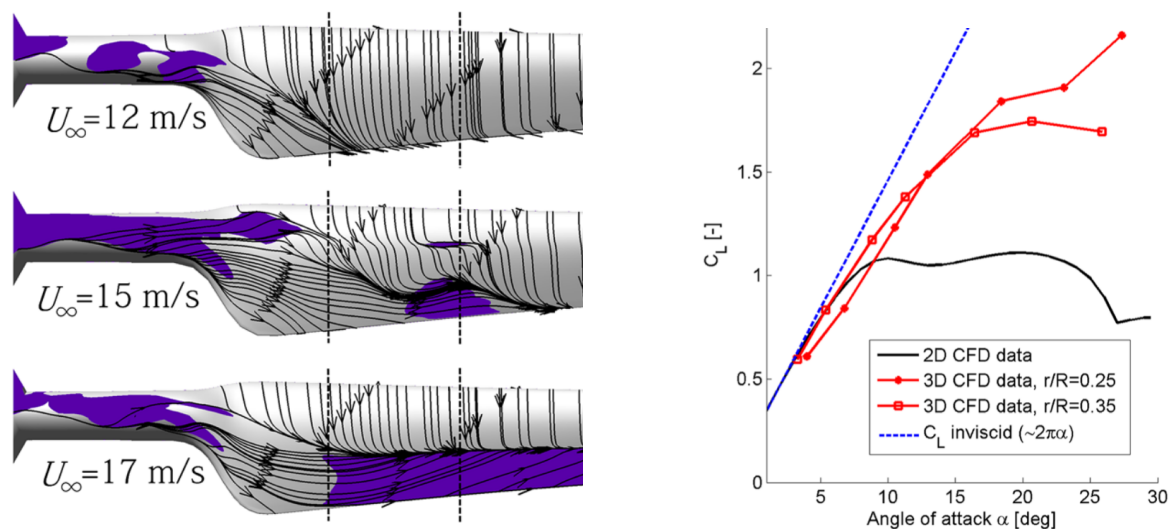 U∞=12 m/s
U∞=15 m/s
U∞=17 m/s
2
1.5
1
0.5
0
C_L [-]
5 10 15 20 25 30
Angle of attack α [deg]
2D CFD data
3D CFD data, r/R=0.25
3D CFD data, r/R=0.35
C_L inviscid (~2πα)